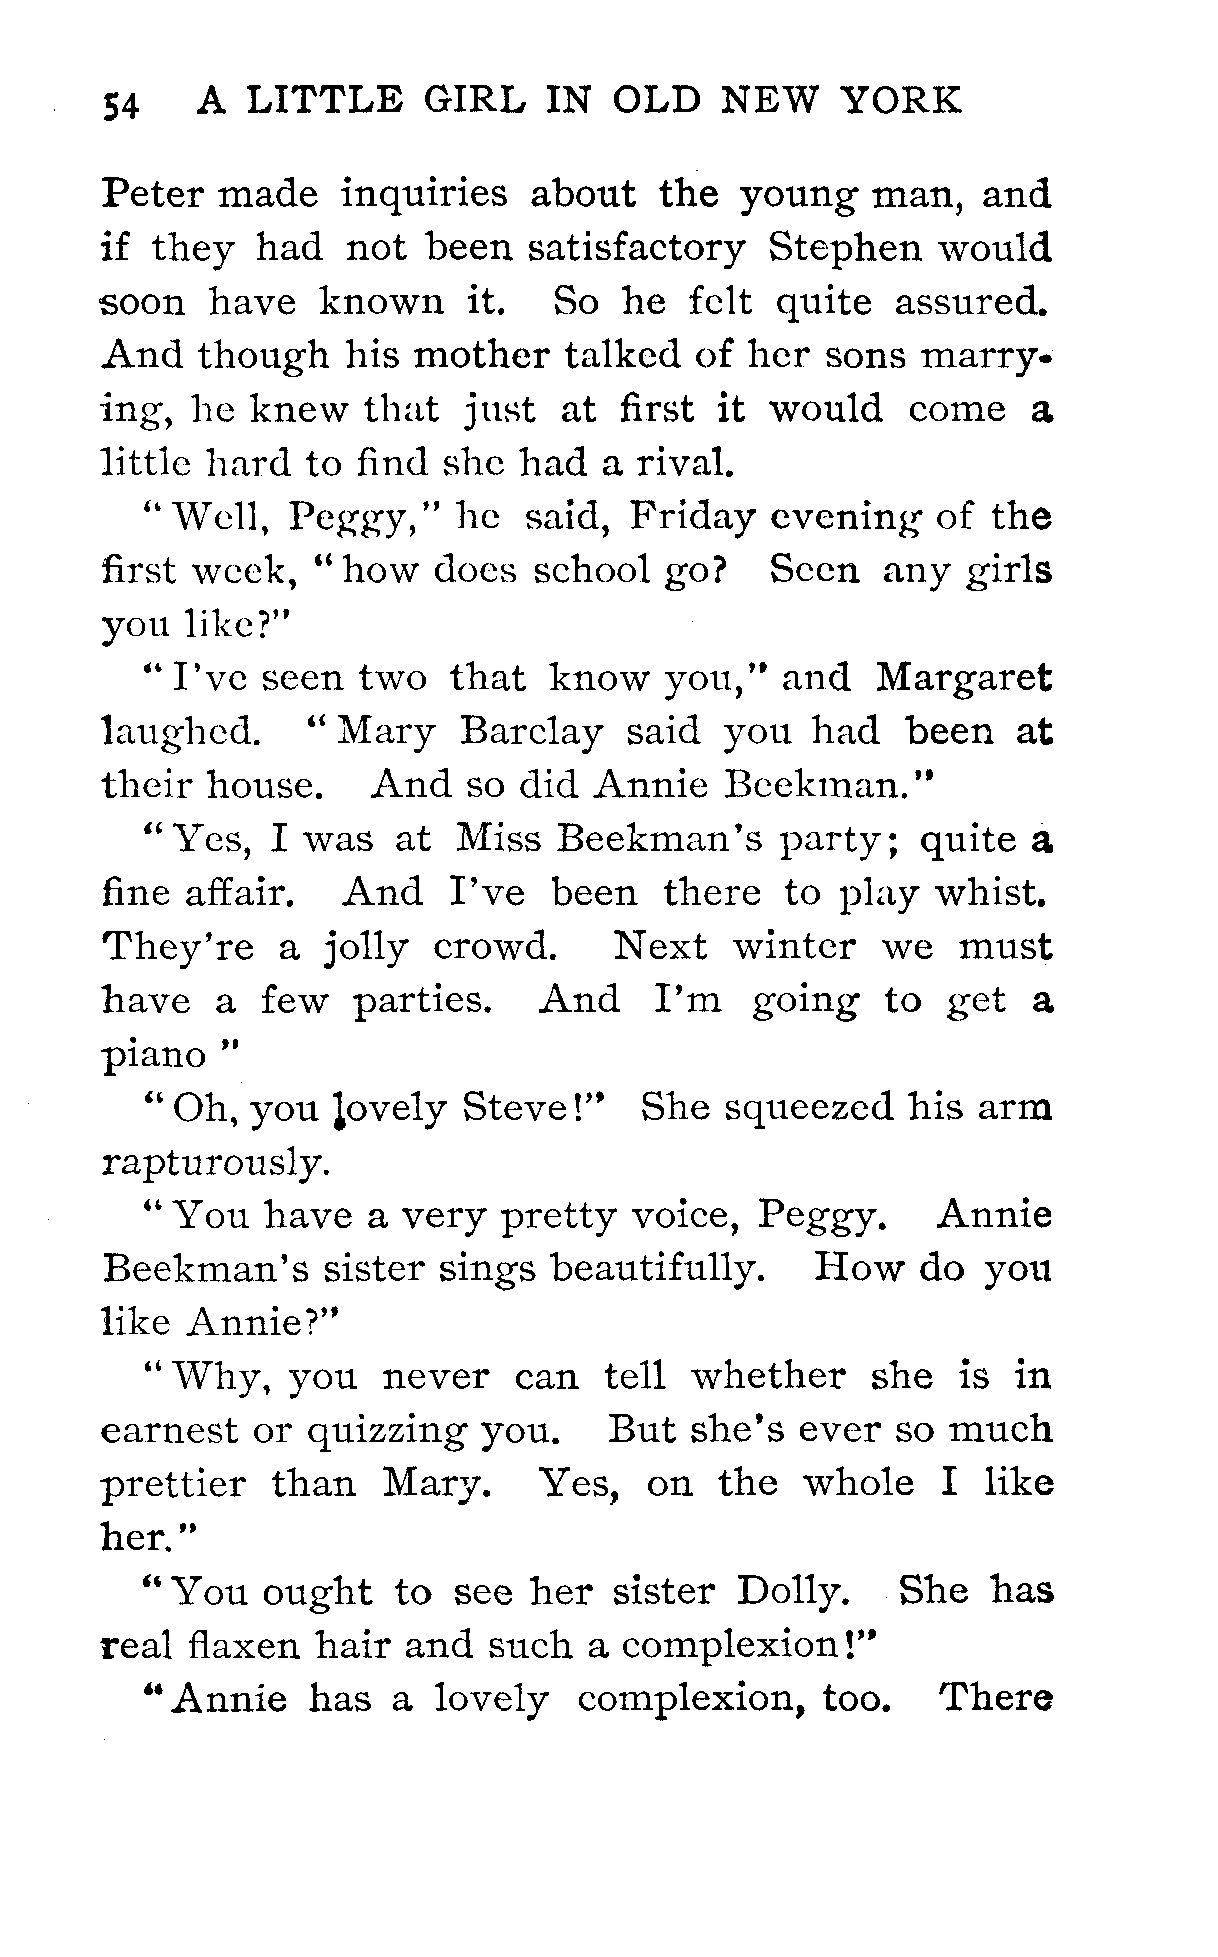 54 A LITTLE GIRL IN OLD NEW YORK
Peter made inquiries about the young man, and
if they had not been satisfactory Stephen would
soon have known it. So he felt quite assured.
And though his mother talked of her sons marry-
ing, he knew that just at first it would come a
little hard to find she had a rival.
"Well, Peggy," he said, Friday evening of the
first week, "how does school go? Seen any girls
you like?"
"I've seen two that know you," and Margaret
laughed. "Mary Barclay said you had been at
their house. And so did Annie Beekman."
"Yes, I was at Miss Beekman's party; quite a
fine affair. And I've been there to play whist.
They're a jolly crowd. Next winter we must
have a few parties. And I'm going to get a
piano "
"Oh, you lovely Steve!" She squeezed his arm
rapturously.
"You have a very pretty voice, Peggy. Annie
Beekman's sister sings beautifully. How do you
like Annie?"
"Why, you never can tell whether she is in
earnest or quizzing you. But she's ever so much
prettier than Mary. Yes, on the whole I like
her."
"You ought to see her sister Dolly. She has
real flaxen hair and such a complexion!"
"Annie has a lovely complexion, too. There